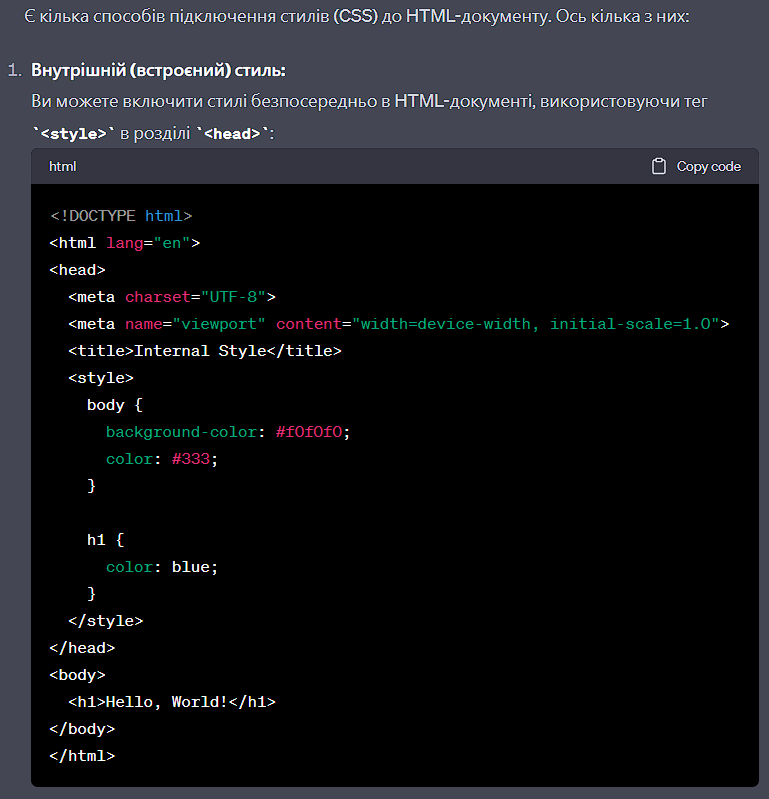 Є кілька способів підключення стилів (CSS) до HTML-документу. Ось кілька з них:
1. Внутрішній (встроєний) стиль:
Ви можете включити стилі безпосередньо в HTML-документі, використовуючи тег
`<style>` в розділі `<head>`:
html Copy code
<!DOCTYPE html>
<html lang="en">
<head>
  <meta charset="UTF-8">
  <meta name="viewport" content="width=device-width, initial-scale=1.0">
  <title>Internal Style</title>
  <style>
    body {
      background-color: #f0f0f0;
      color: #333;
    }
    h1 {
      color: blue;
    }
  </style>
</head>
<body>
  <h1>Hello, World!</h1>
</body>
</html>